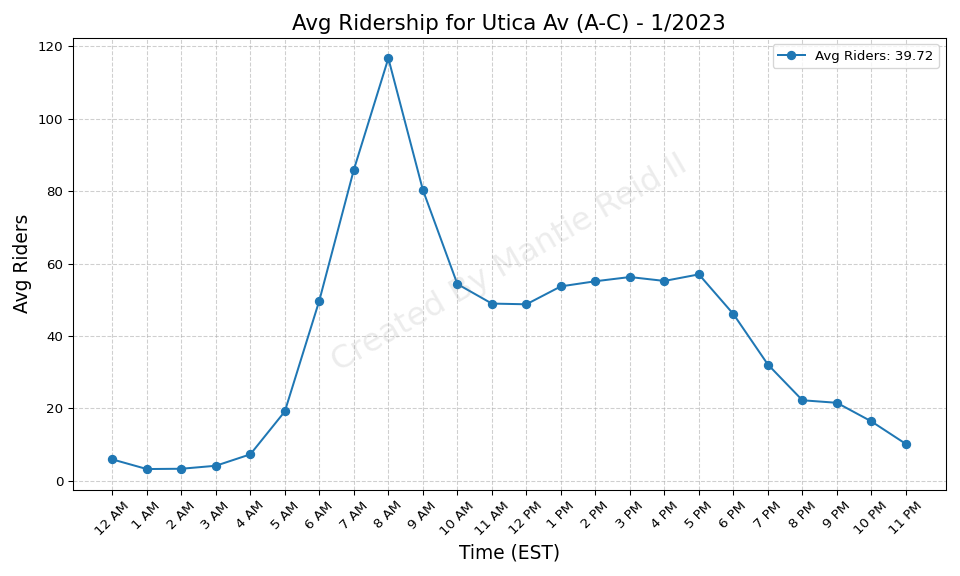 Avg Ridership for Utica Av (A-C) - 1/2023
Avg Riders: 39.72
Avg Riders
120
100
80
60
40
20
0
Created By Mantie Reid II
12 AM
1 AM
2 AM
3 AM
4 AM
5 AM
6 AM
7 AM
8 AM
9 AM
10 AM
11 AM
12 PM
1 PM
2 PM
3 PM
4 PM
5 PM
6 PM
7 PM
8 PM
9 PM
10 PM
11 PM
Time (EST)